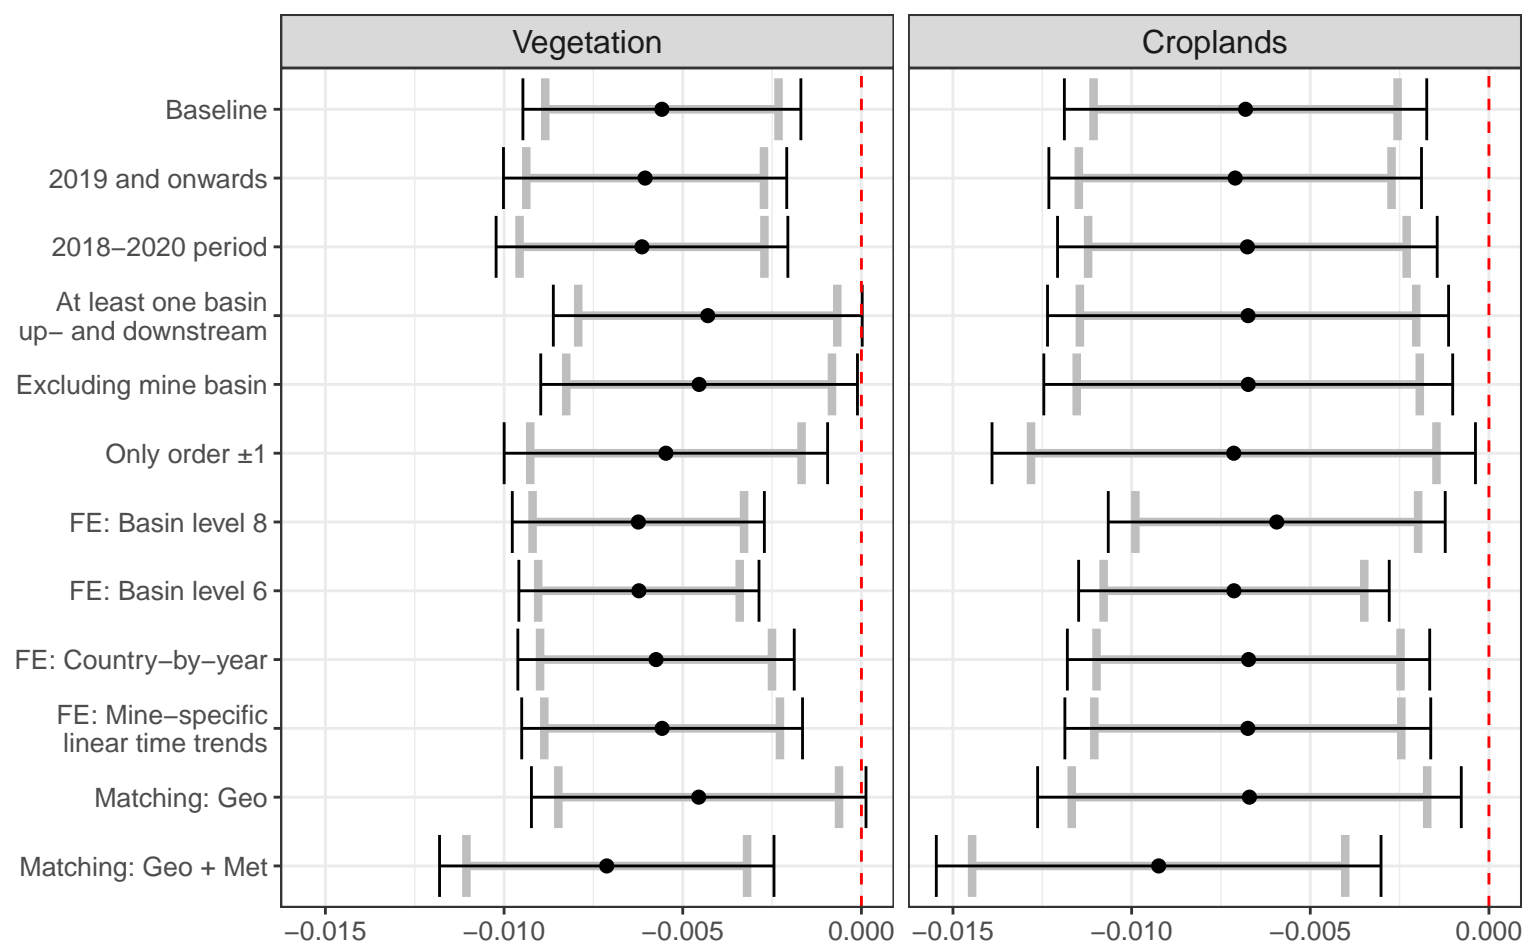 Vegetation
Croplands
Baseline
2019 and onwards
2018−2020 period
At least one basin
up− and downstream
Excluding mine basin
Only order ±1
FE: Basin level 8
FE: Basin level 6
FE: Country−by−year
FE: Mine−specific
linear time trends
Matching: Geo
Matching: Geo + Met
−0.015 −0.010 −0.005 0.000
−0.015 −0.010 −0.005 0.000